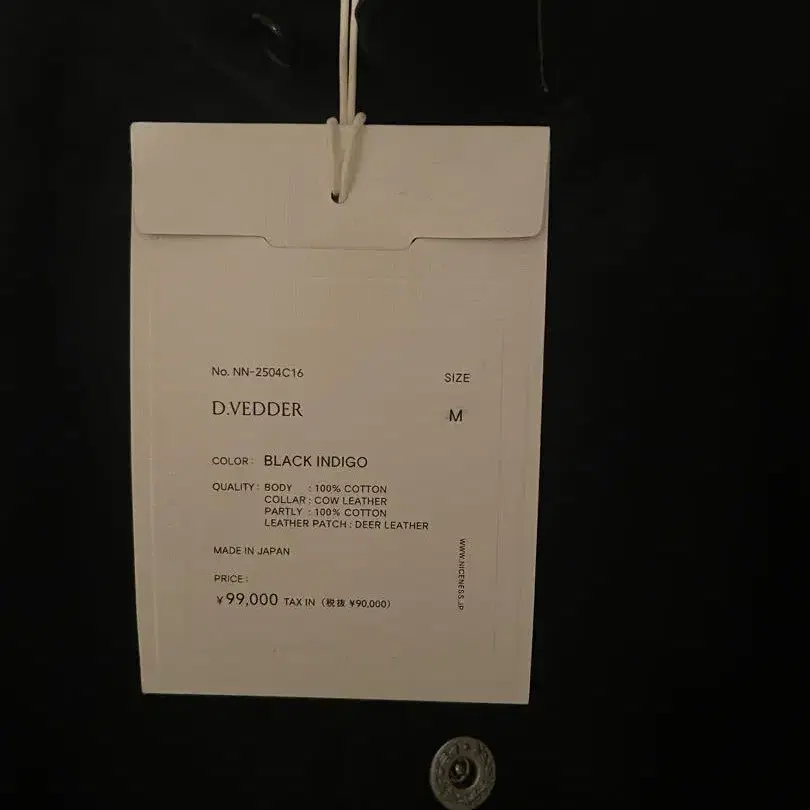 No. NN-2504C16
SIZE
D.VEDDER
M
COLOR : BLACK INDIGO
QUALITY : BODY : 100% COTTON
COLLAR : COW LEATHER
PARTLY : 100% COTTON
LEATHER PATCH : DEER LEATHER
MADE IN JAPAN
WWW.NICENESS.JP
PRICE :
¥99,000 TAX IN (税抜 ¥90,000)